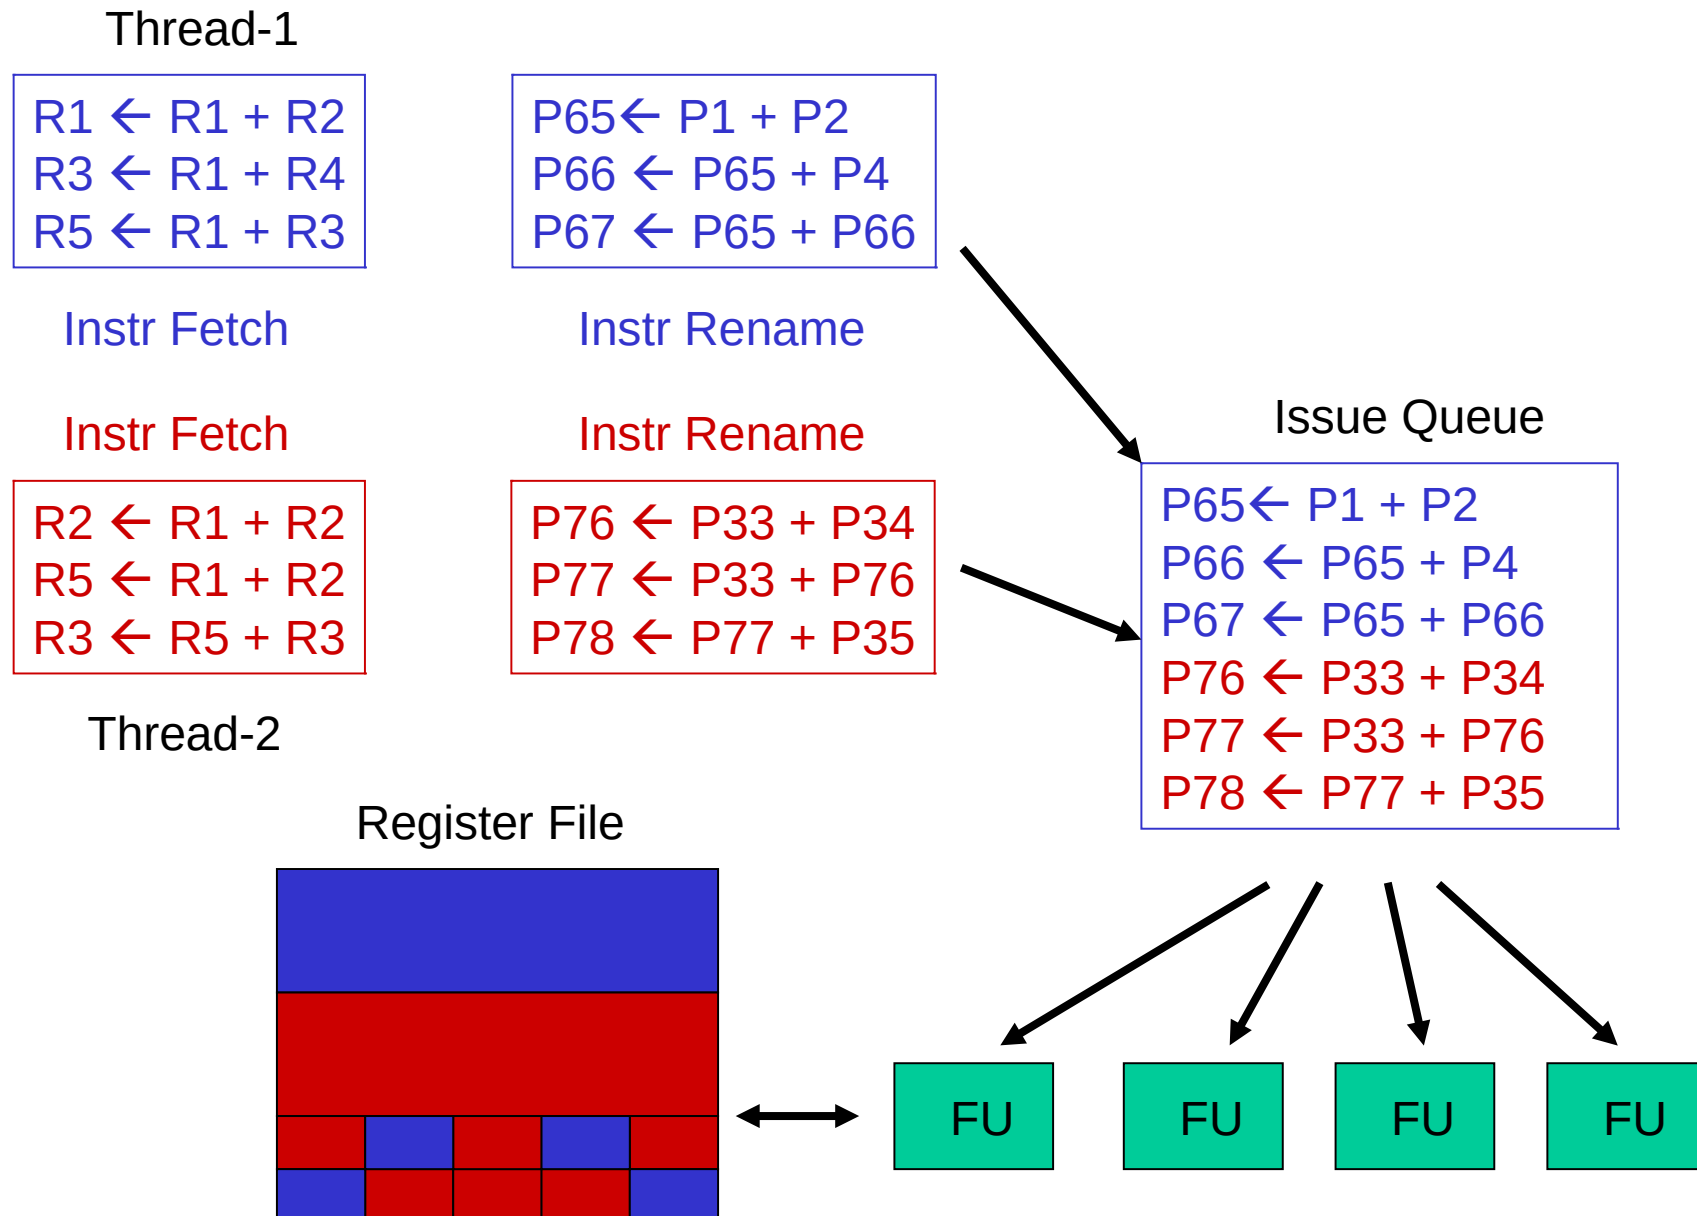 Thread-1
R1 ← R1 + R2
R3 ← R1 + R4
R5 ← R1 + R3
P65← P1 + P2
P66 ← P65 + P4
P67 ← P65 + P66
Instr Fetch
Instr Rename
Instr Fetch
Instr Rename
R2 ← R1 + R2
R5 ← R1 + R2
R3 ← R5 + R3
P76 ← P33 + P34
P77 ← P33 + P76
P78 ← P77 + P35
Thread-2
Issue Queue
P65← P1 + P2
P66 ← P65 + P4
P67 ← P65 + P66
P76 ← P33 + P34
P77 ← P33 + P76
P78 ← P77 + P35
Register File
FU
FU
FU
FU